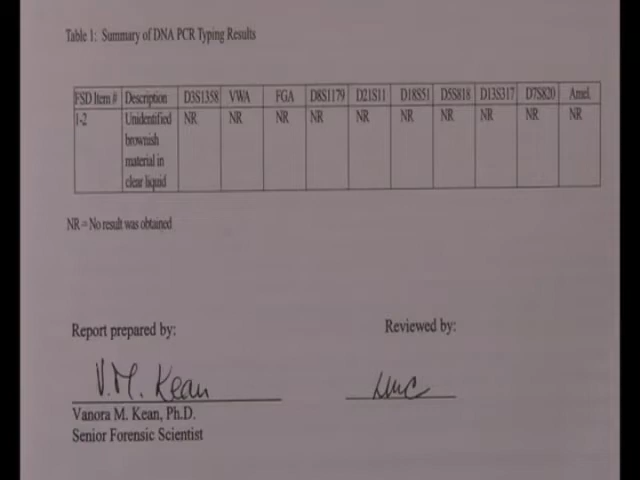 Table 1: Summary of DNA PCR Typing Results
FSD Item # Description D3S1358 VWA FGA D8S1179 D21S11 D18S51 D5S818 D13S317 D7S820 Amel.
1-2 Unidentified NR NR NR NR NR NR NR NR NR NR
brownish
material in
clear liquid
NR = No result was obtained
Report prepared by: Reviewed by:
V.M. Kean
Vanora M. Kean, Ph.D.
Senior Forensic Scientist